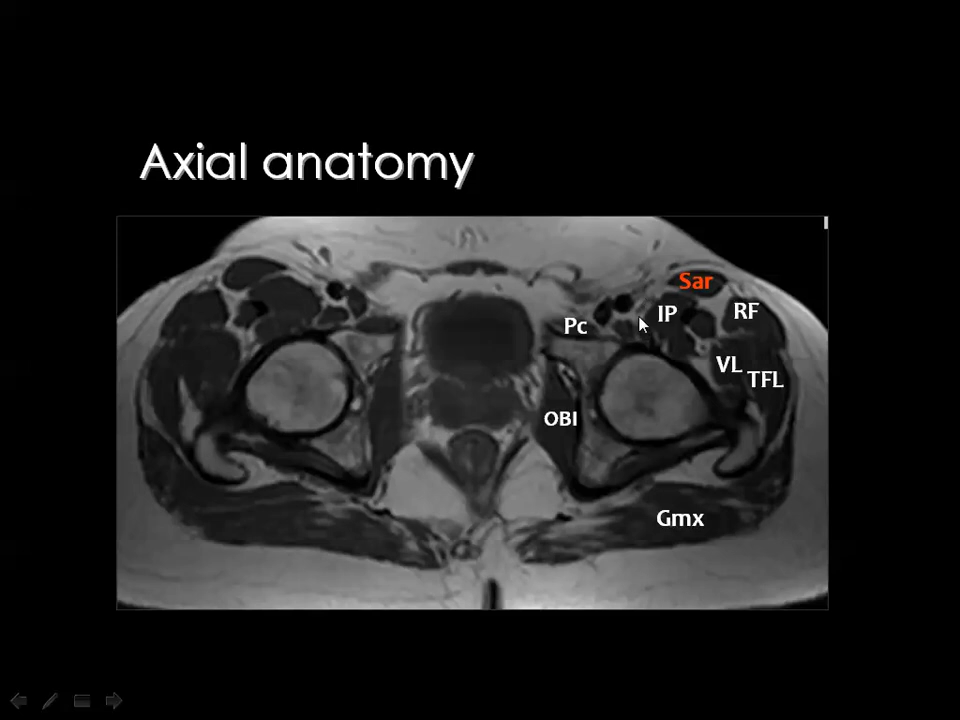 Axial anatomy
Sar
IP
RF
Pc
VL
TFL
OBI
Gmx